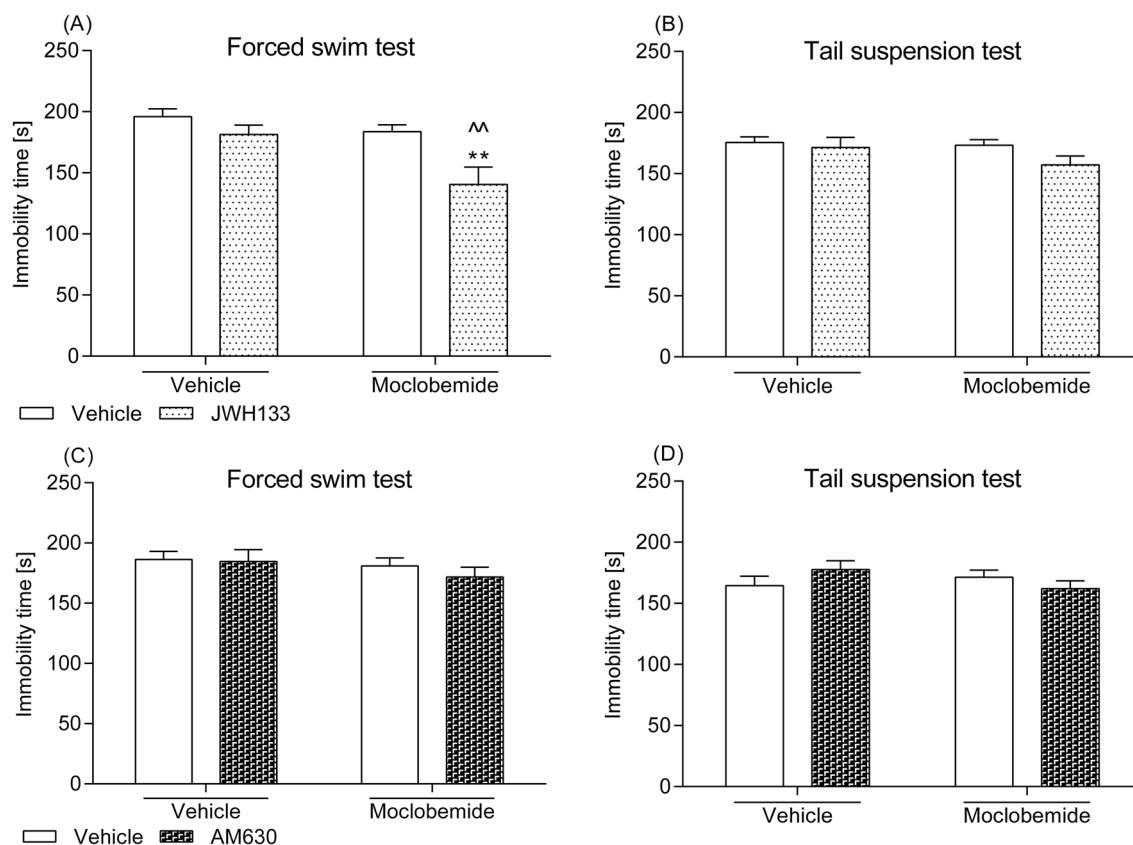 (A)
Forced swim test
Immobility time [s]
250
200
150
100
50
0
^^
**
Vehicle
Moclobemide
Vehicle JWH133
(B)
Tail suspension test
Immobility time [s]
250
200
150
100
50
0
Vehicle
Moclobemide
(C)
Forced swim test
Immobility time [s]
250
200
150
100
50
0
Vehicle
Moclobemide
Vehicle AM630
(D)
Tail suspension test
Immobility time [s]
250
200
150
100
50
0
Vehicle
Moclobemide